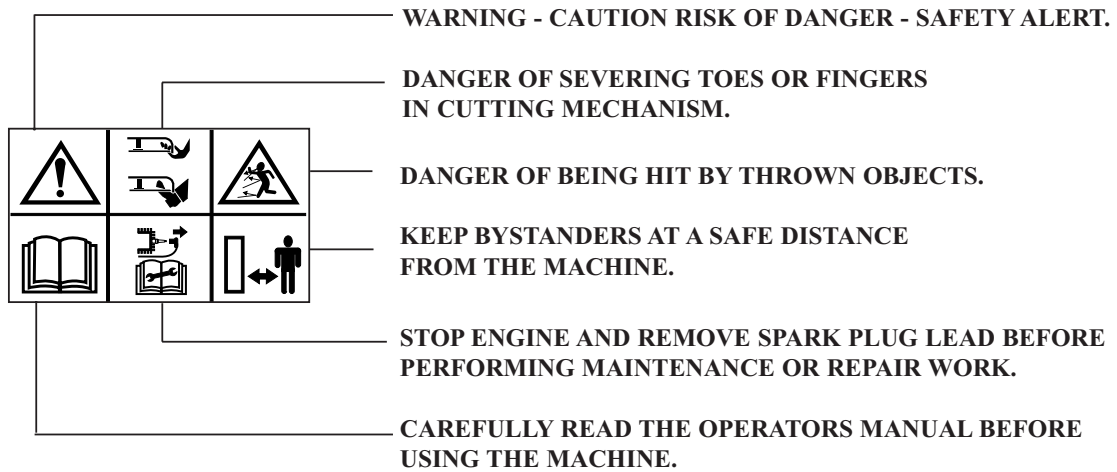 WARNING - CAUTION RISK OF DANGER - SAFETY ALERT.
DANGER OF SEVERING TOES OR FINGERS
IN CUTTING MECHANISM.
DANGER OF BEING HIT BY THROWN OBJECTS.
KEEP BYSTANDERS AT A SAFE DISTANCE
FROM THE MACHINE.
STOP ENGINE AND REMOVE SPARK PLUG LEAD BEFORE
PERFORMING MAINTENANCE OR REPAIR WORK.
CAREFULLY READ THE OPERATORS MANUAL BEFORE
USING THE MACHINE.